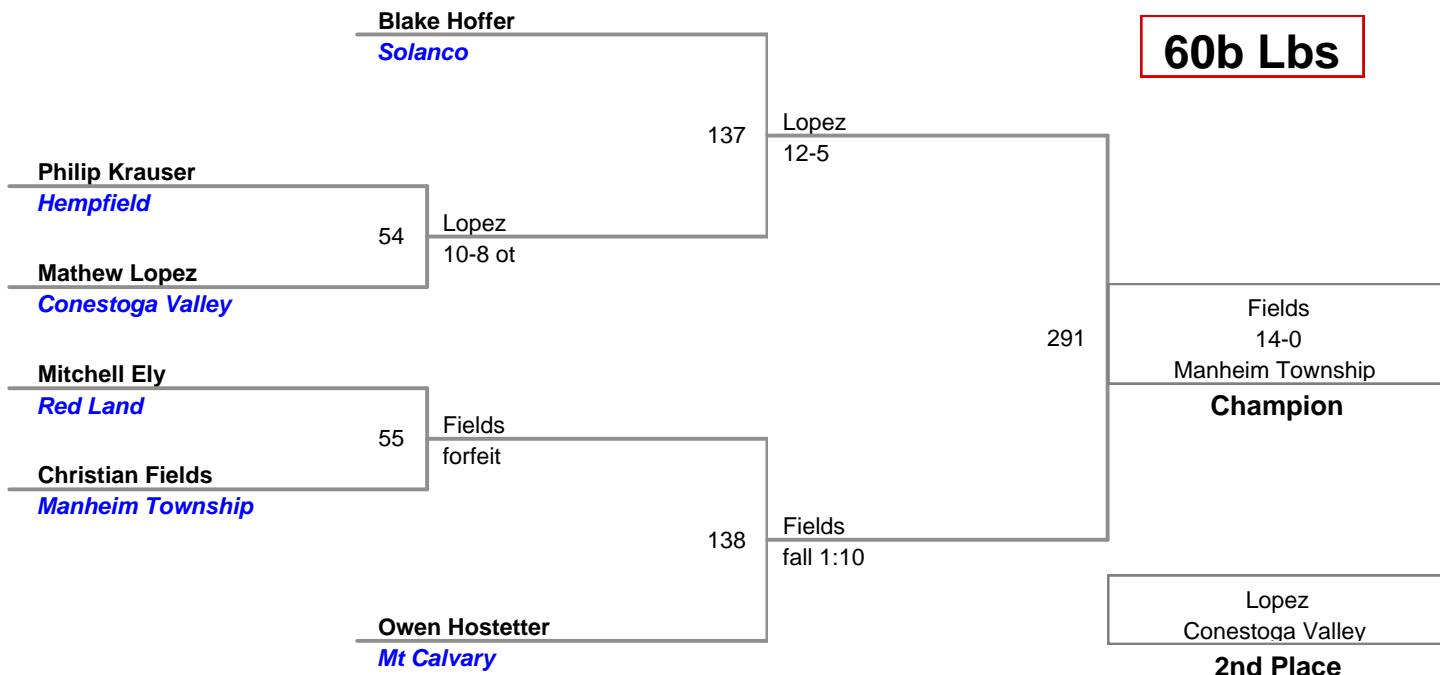 Blake Hoffer
Solanco
60b Lbs
137
Lopez
12-5
Philip Krauser
Hempfield
54
Lopez
10-8 ot
Mathew Lopez
Conestoga Valley
291
Fields
14-0
Manheim Township
Champion
Mitchell Ely
Red Land
55
Fields
forfeit
Christian Fields
Manheim Township
138
Fields
fall 1:10
Owen Hostetter
Mt Calvary
Lopez
Conestoga Valley
2nd Place